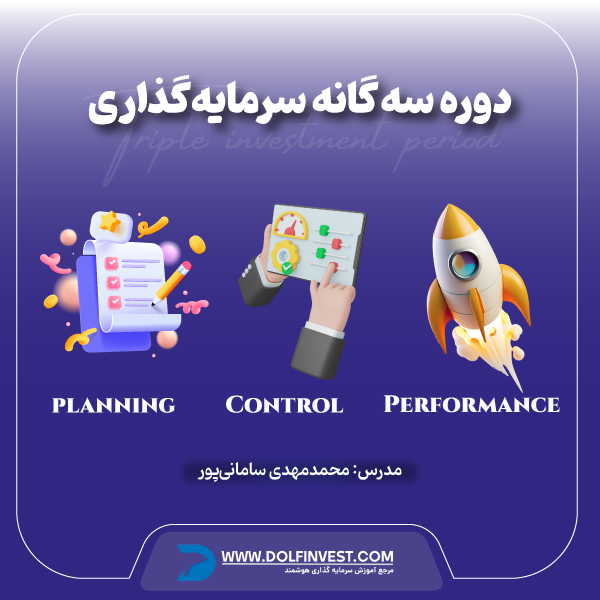 دوره سه گانه سرمایه‌گذاری
Triple investment period
PLANNING
CONTROL
PERFORMANCE
مدرس: محمدمهدی سامانی‌پور
WWW.DOLFINVEST.COM
مرجع آموزش سرمایه گذاری هوشمند